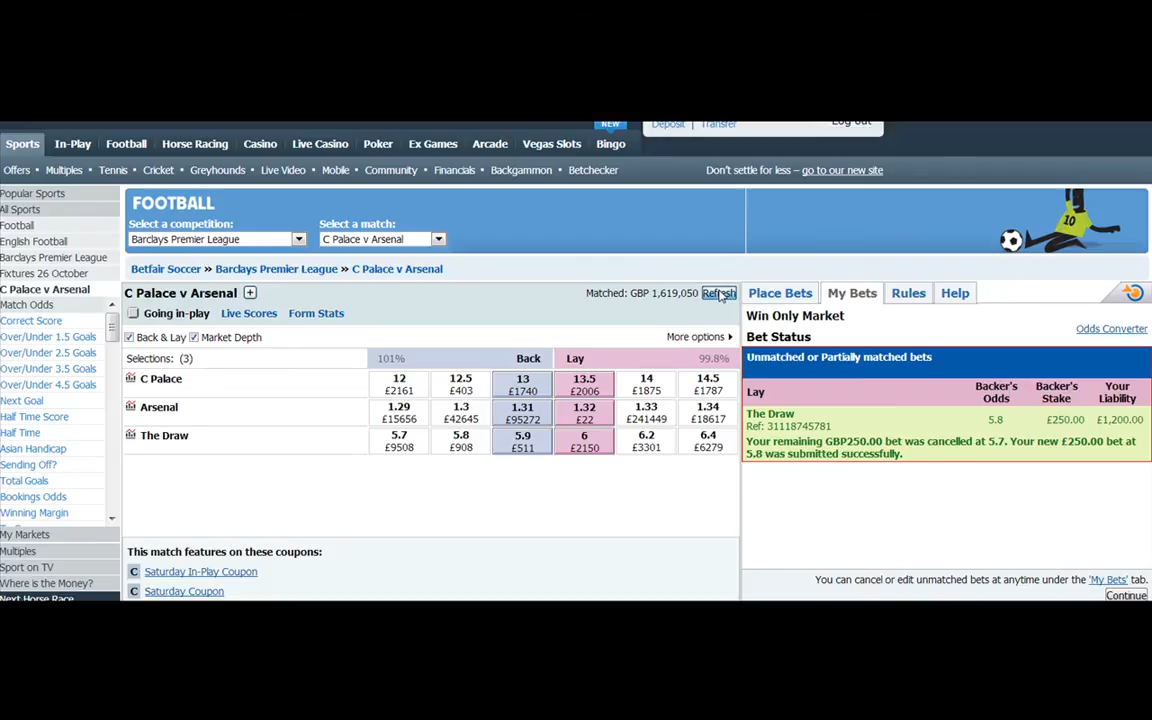 NEW
Deposit | Transfer Log out
Sports In-Play Football Horse Racing Casino Live Casino Poker Ex Games Arcade Vegas Slots Bingo
Offers • Multiples • Tennis • Cricket • Greyhounds • Live Video • Mobile • Community • Financials • Backgammon • Betchecker Don't settle for less – go to our new site
Popular Sports
All Sports
Football
English Football
Barclays Premier League
Fixtures 26 October
C Palace v Arsenal
Match Odds
Correct Score
Over/Under 1.5 Goals
Over/Under 2.5 Goals
Over/Under 3.5 Goals
Over/Under 4.5 Goals
Next Goal
Half Time Score
Half Time
Asian Handicap
Sending Off?
Total Goals
Bookings Odds
Winning Margin
My Markets
Multiples
Sport on TV
Where is the Money?
Next Horse Race
FOOTBALL
Select a competition: Select a match:
Barclays Premier League C Palace v Arsenal
10
Betfair Soccer » Barclays Premier League » C Palace v Arsenal
C Palace v Arsenal + Matched: GBP 1,619,050 Refresh
Going in-play Live Scores Form Stats
Back & Lay Market Depth More options
Selections: (3) 101% Back Lay 99.8%
C Palace 12 12.5 13 13.5 14 14.5
£2161 £403 £1740 £2006 £1875 £1787
Arsenal 1.29 1.3 1.31 1.32 1.33 1.34
£15656 £42645 £95272 £22 £241449 £18617
The Draw 5.7 5.8 5.9 6 6.2 6.4
£9508 £908 £511 £2150 £3301 £6279
This match features on these coupons:
C Saturday In-Play Coupon
C Saturday Coupon
Place Bets My Bets Rules Help
Win Only Market
Odds Converter
Bet Status
Unmatched or Partially matched bets
Lay Backer's Odds Backer's Stake Your Liability
The Draw 5.8 £250.00 £1,200.00
Ref: 31118745781
Your remaining GBP250.00 bet was cancelled at 5.7. Your new £250.00 bet at
5.8 was submitted successfully.
You can cancel or edit unmatched bets at anytime under the 'My Bets' tab.
Continue